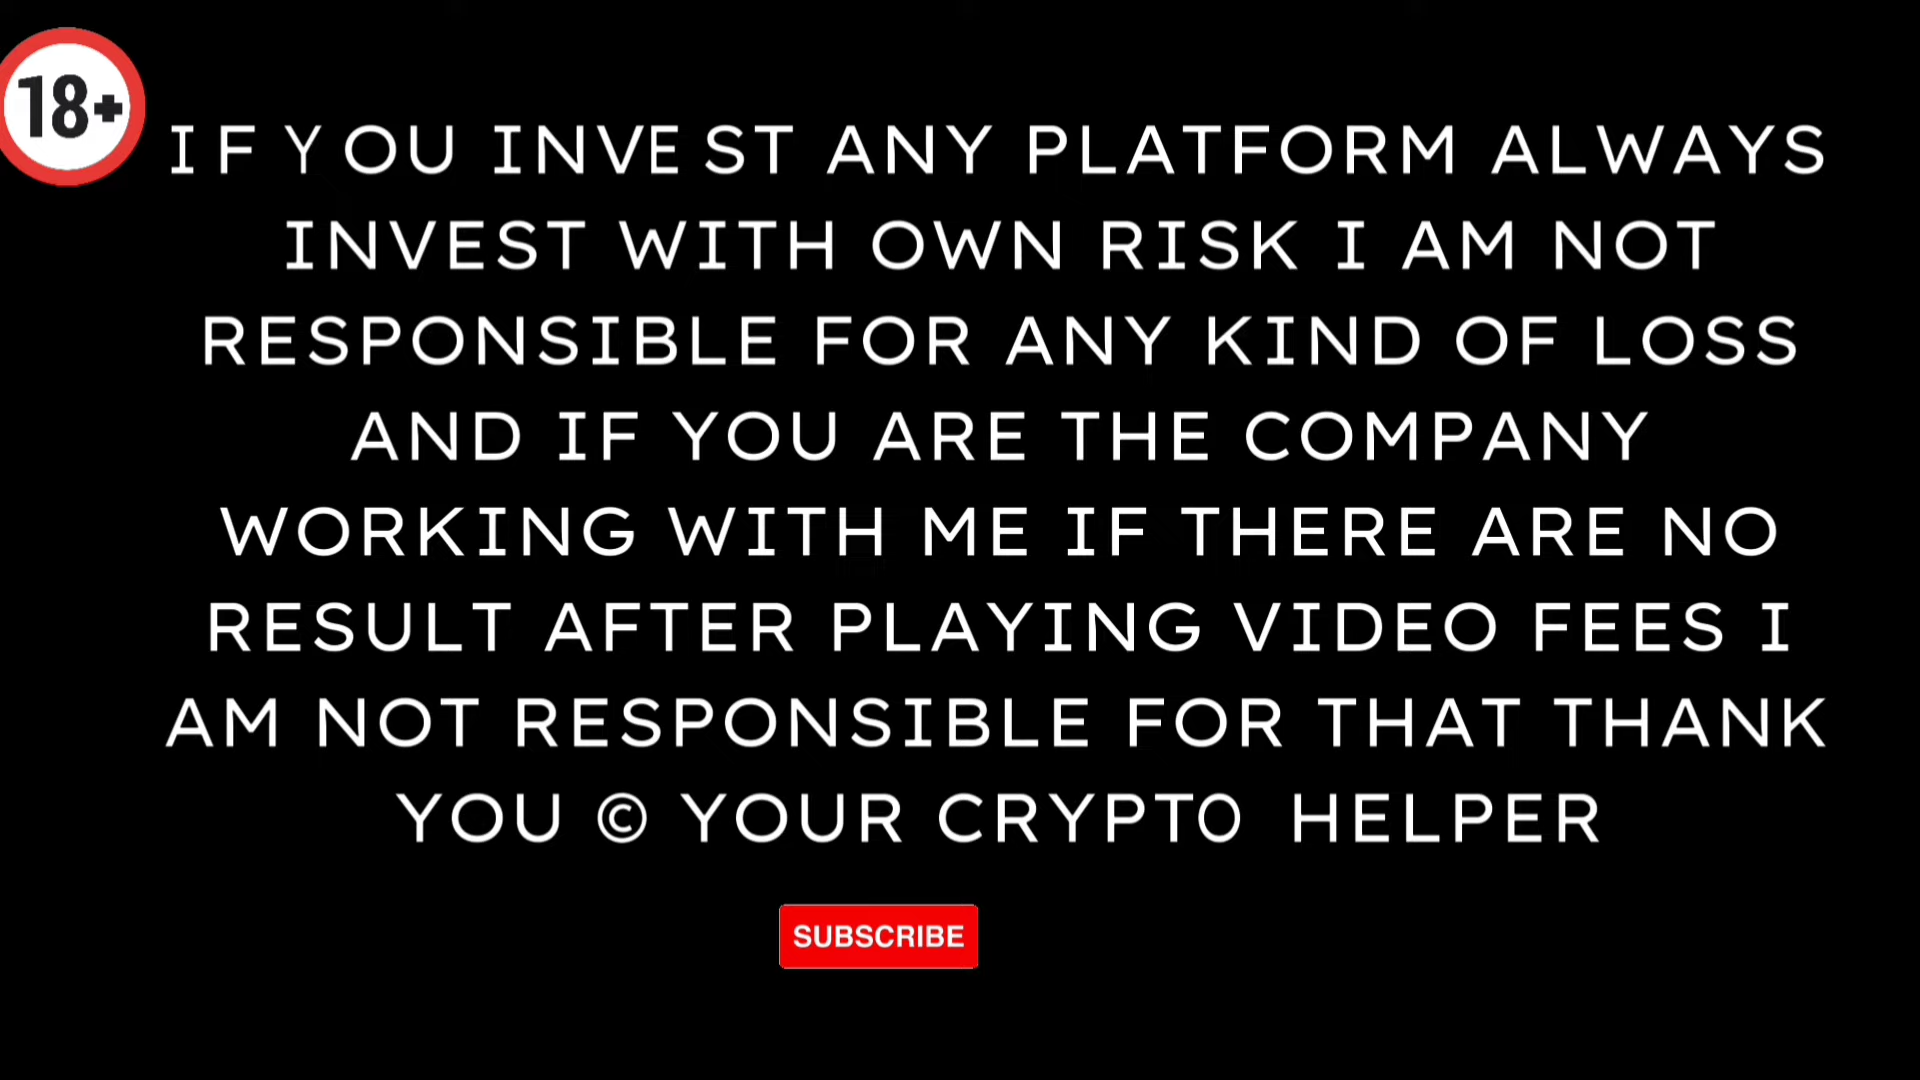 18+
IF YOU INVEST ANY PLATFORM ALWAYS
INVEST WITH OWN RISK I AM NOT
RESPONSIBLE FOR ANY KIND OF LOSS
AND IF YOU ARE THE COMPANY
WORKING WITH ME IF THERE ARE NO
RESULT AFTER PLAYING VIDEO FEES I
AM NOT RESPONSIBLE FOR THAT THANK
YOU © YOUR CRYPTO HELPER
SUBSCRIBE